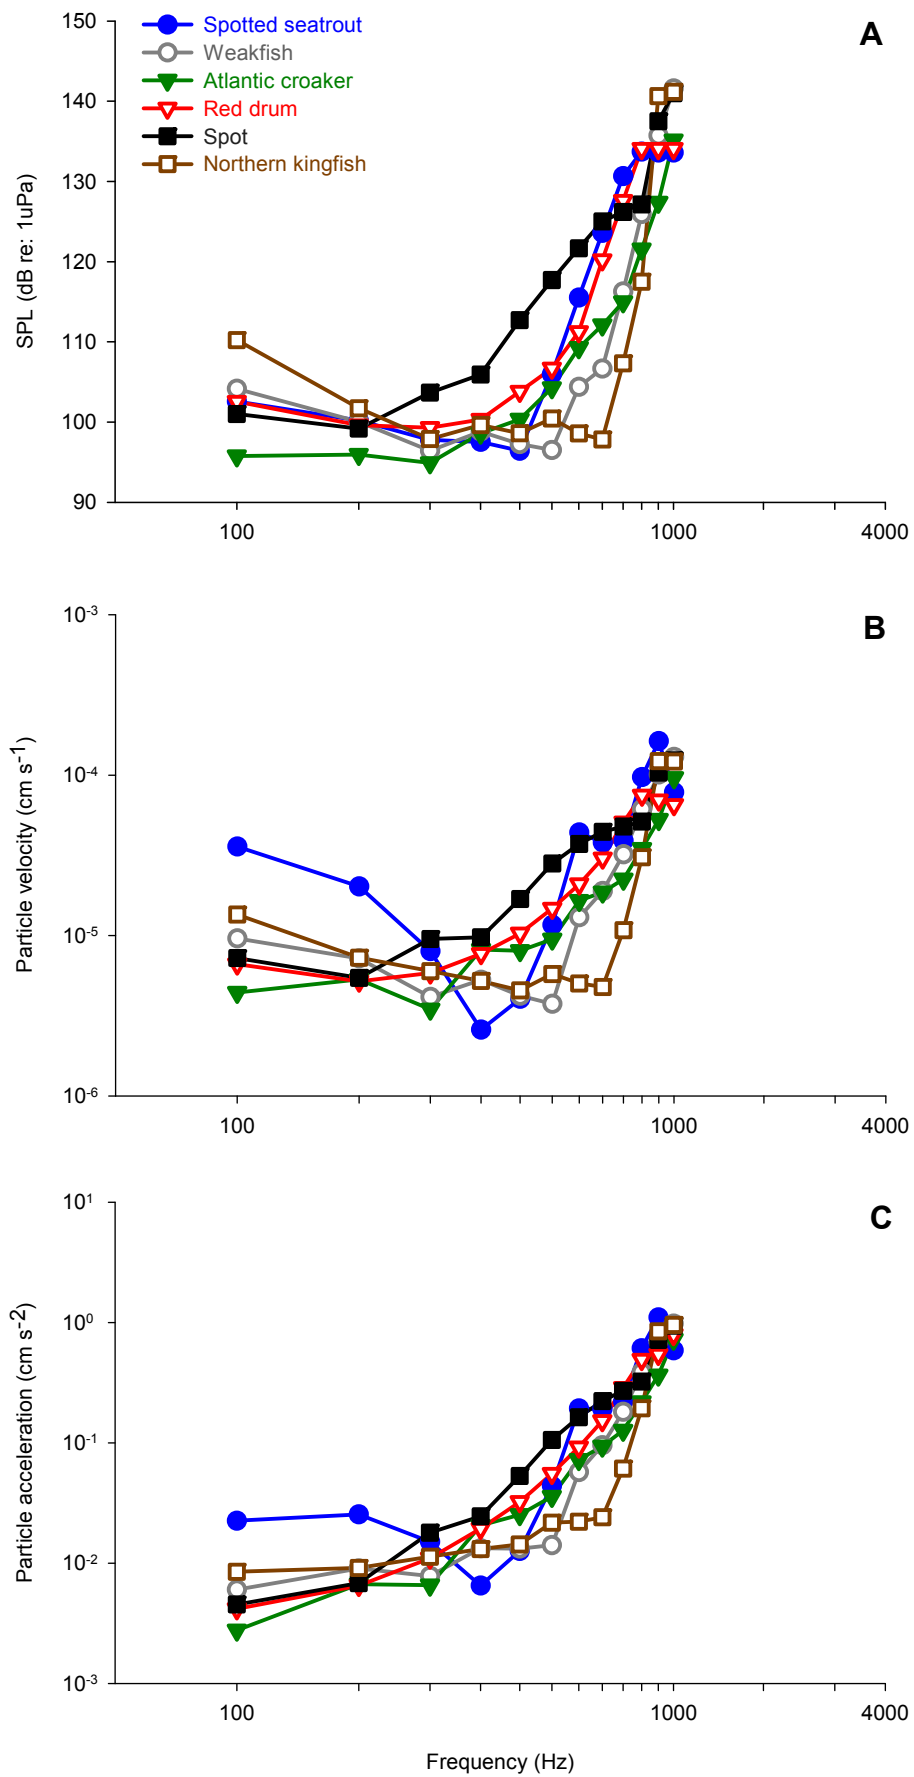 A
150
140
130
120
110
100
90
SPL (dB re: 1uPa)
Spotted seatrout
Weakfish
Atlantic croaker
Red drum
Spot
Northern kingfish
100
1000
4000
B
10-3
10-4
10-5
10-6
Particle velocity (cm s-1)
100
1000
4000
C
101
100
10-1
10-2
10-3
Particle acceleration (cm s-2)
100
1000
4000
Frequency (Hz)